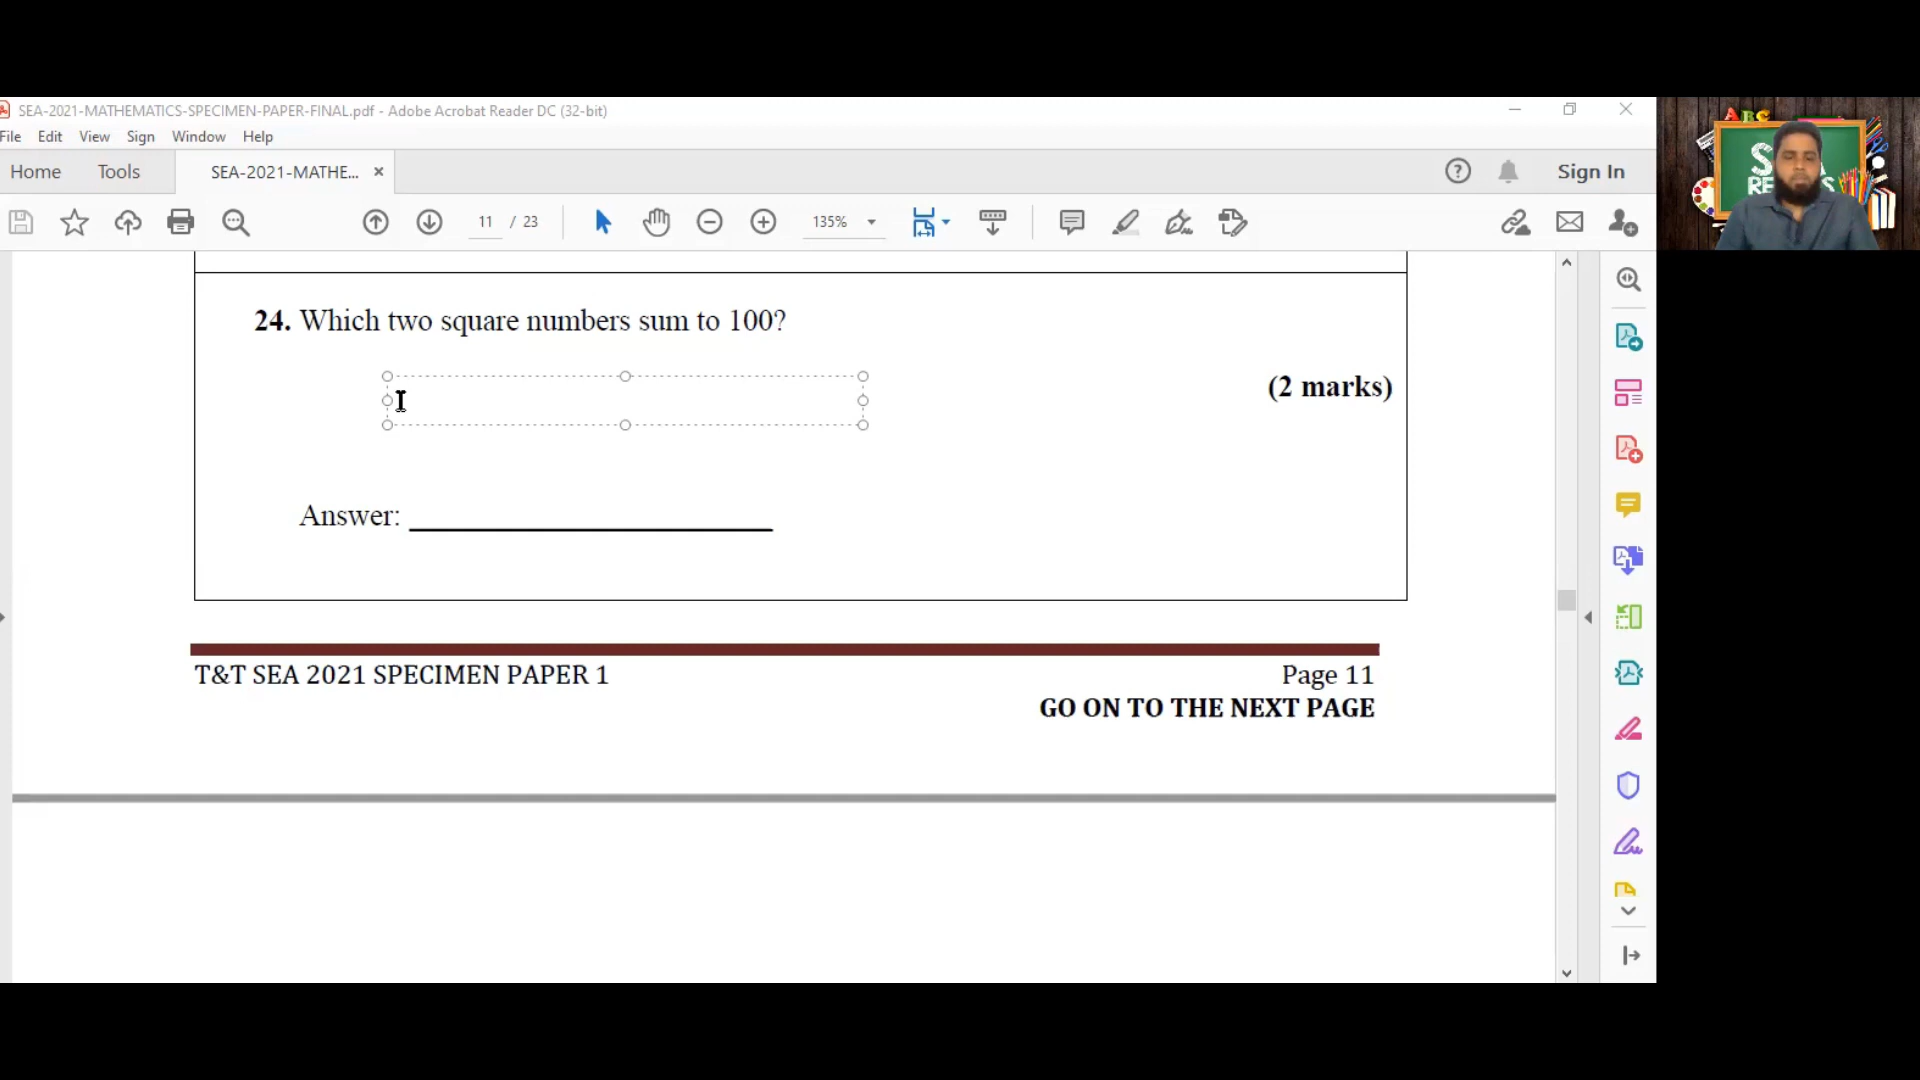 SEA-2021-MATHEMATICS-SPECIMEN-PAPER-FINAL.pdf - Adobe Acrobat Reader DC (32-bit)
File Edit View Sign Window Help
Home Tools SEA-2021-MATHE... × Sign In
11 / 23 135%
24. Which two square numbers sum to 100?
(2 marks)
Answer:
T&T SEA 2021 SPECIMEN PAPER 1 Page 11
GO ON TO THE NEXT PAGE
ABC